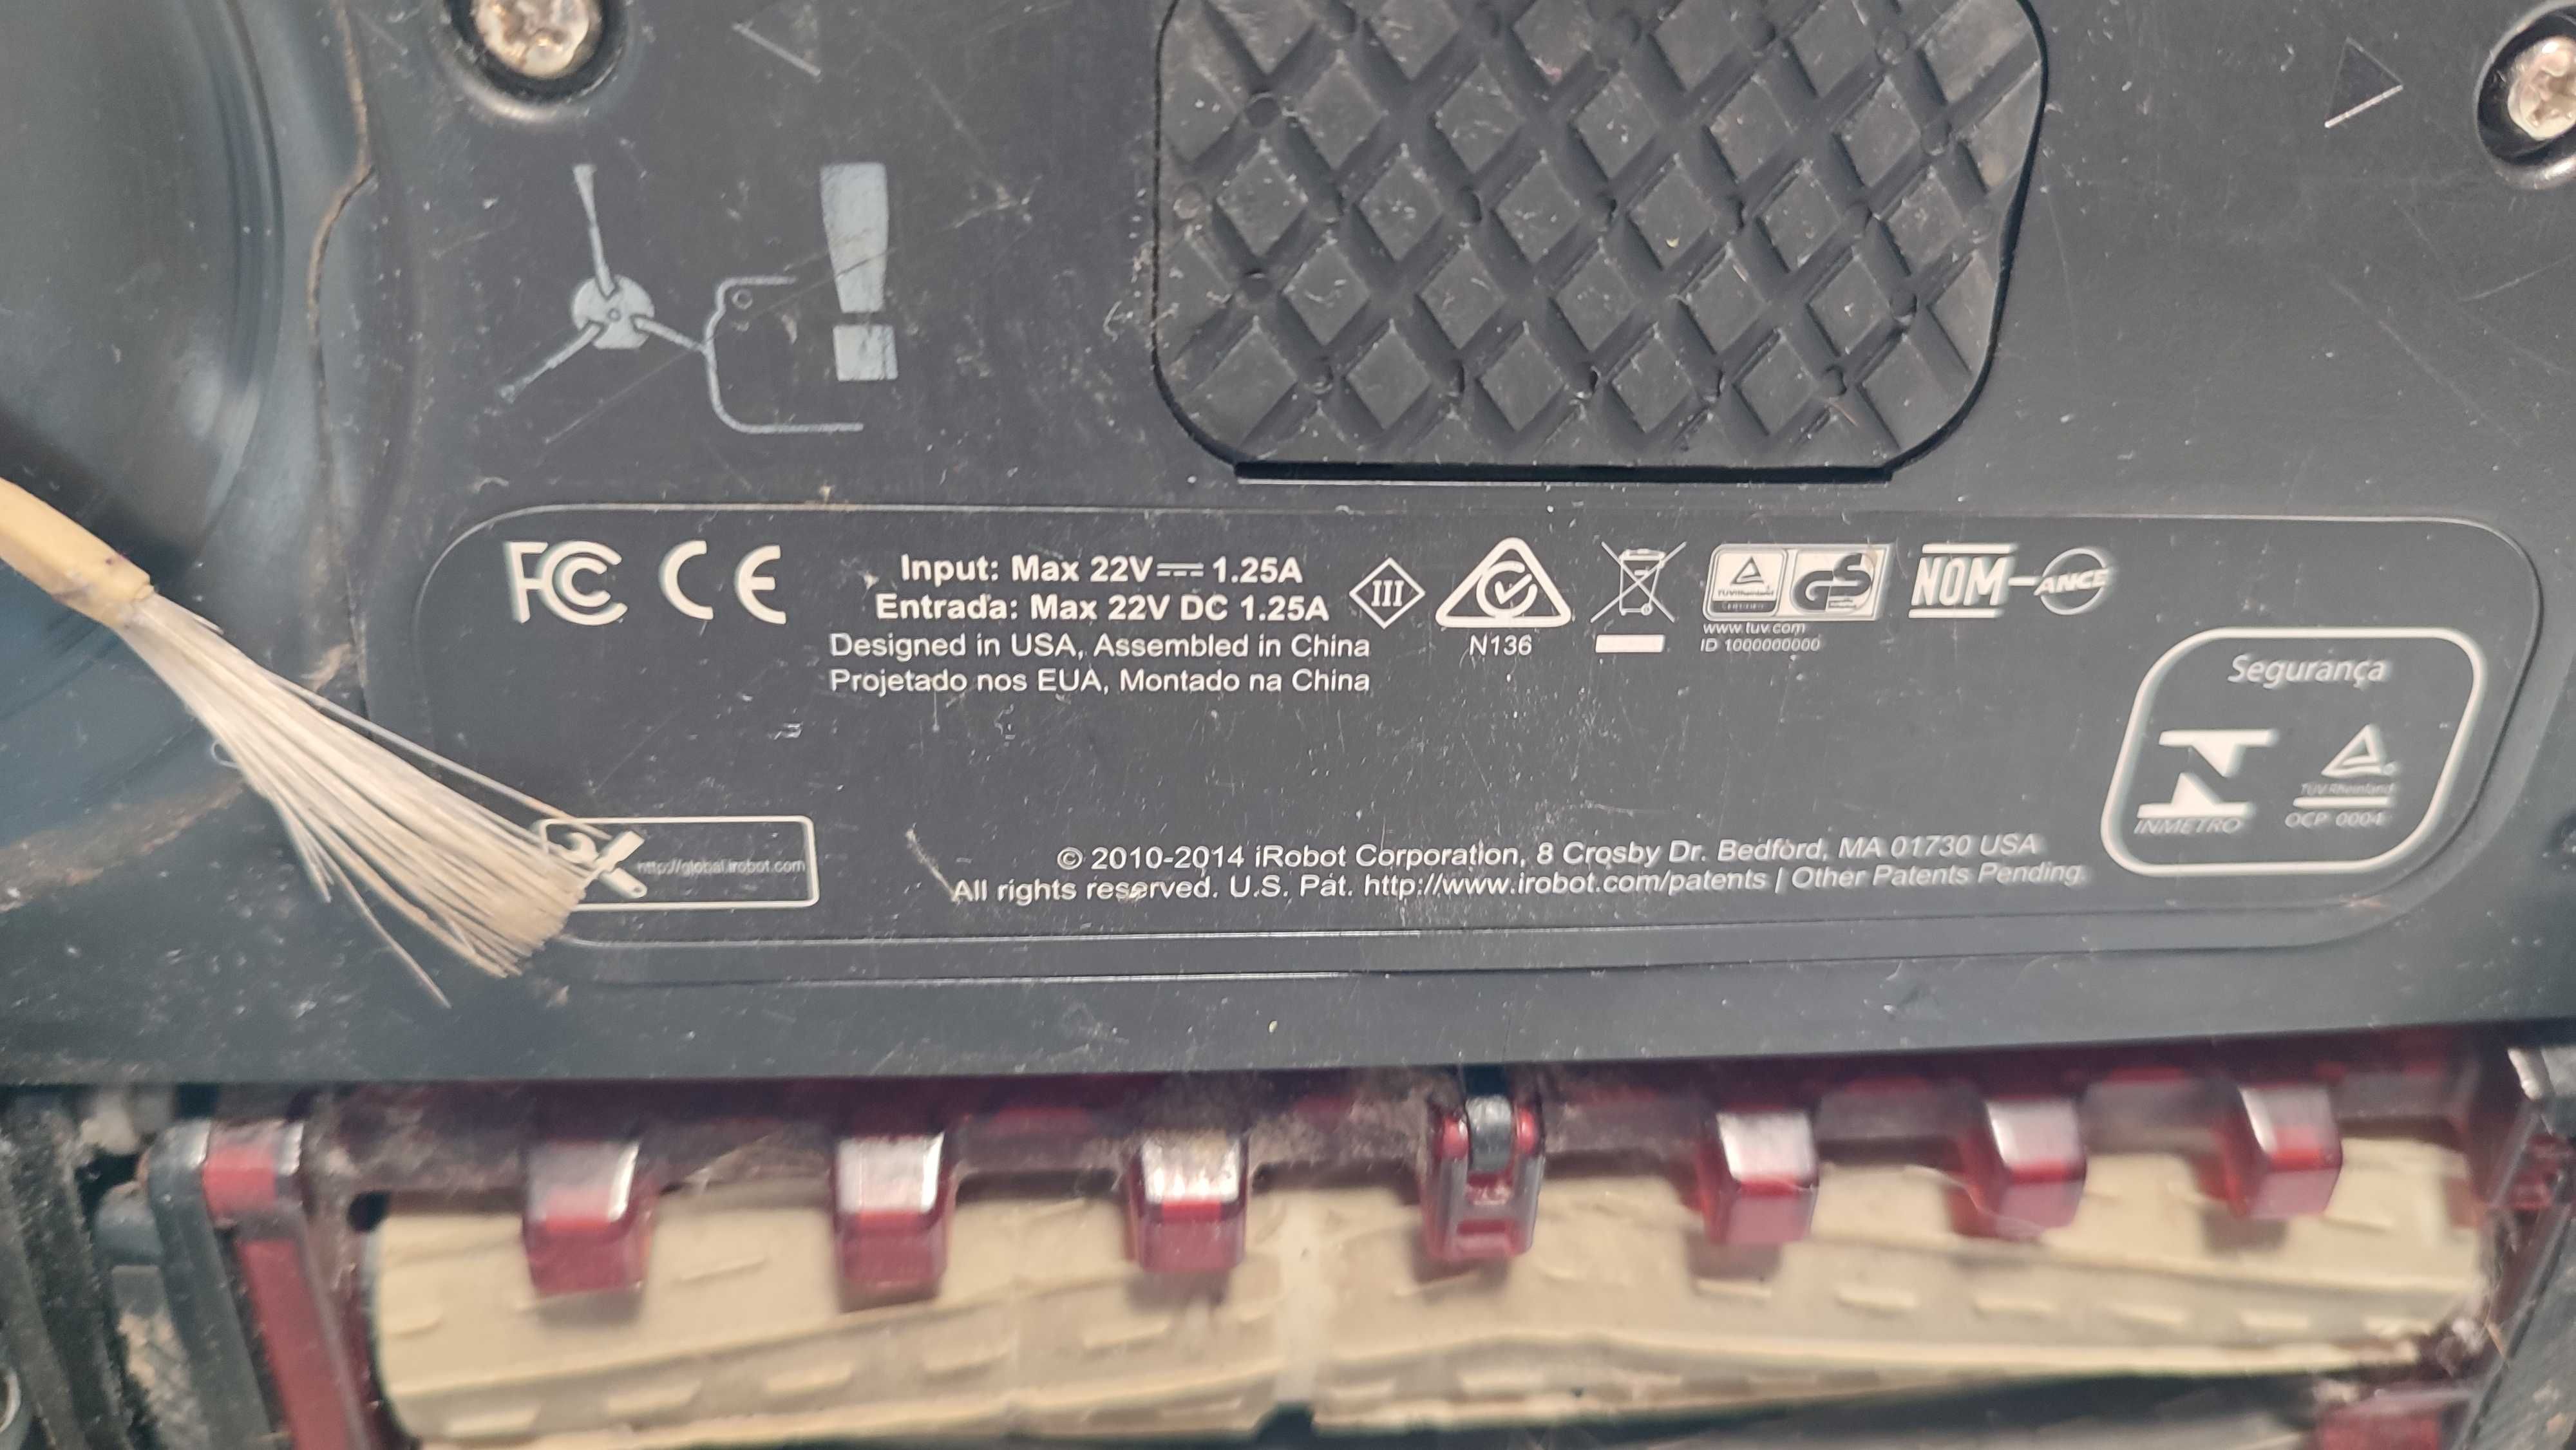 FC CE
Input: Max 22V⎓1.25A
Entrada: Max 22V DC 1.25A
Designed in USA, Assembled in China
Projetado nos EUA, Montado na China
III
N136
TÜVRheinland
www.tuv.com
ID 1000000000
NOM-ANCE
Segurança
INMETRO
TÜV Rheinland
OCP 0004
http://global.irobot.com
© 2010-2014 iRobot Corporation, 8 Crosby Dr. Bedford, MA 01730 USA
All rights reserved. U.S. Pat. http://www.irobot.com/patents | Other Patents Pending.